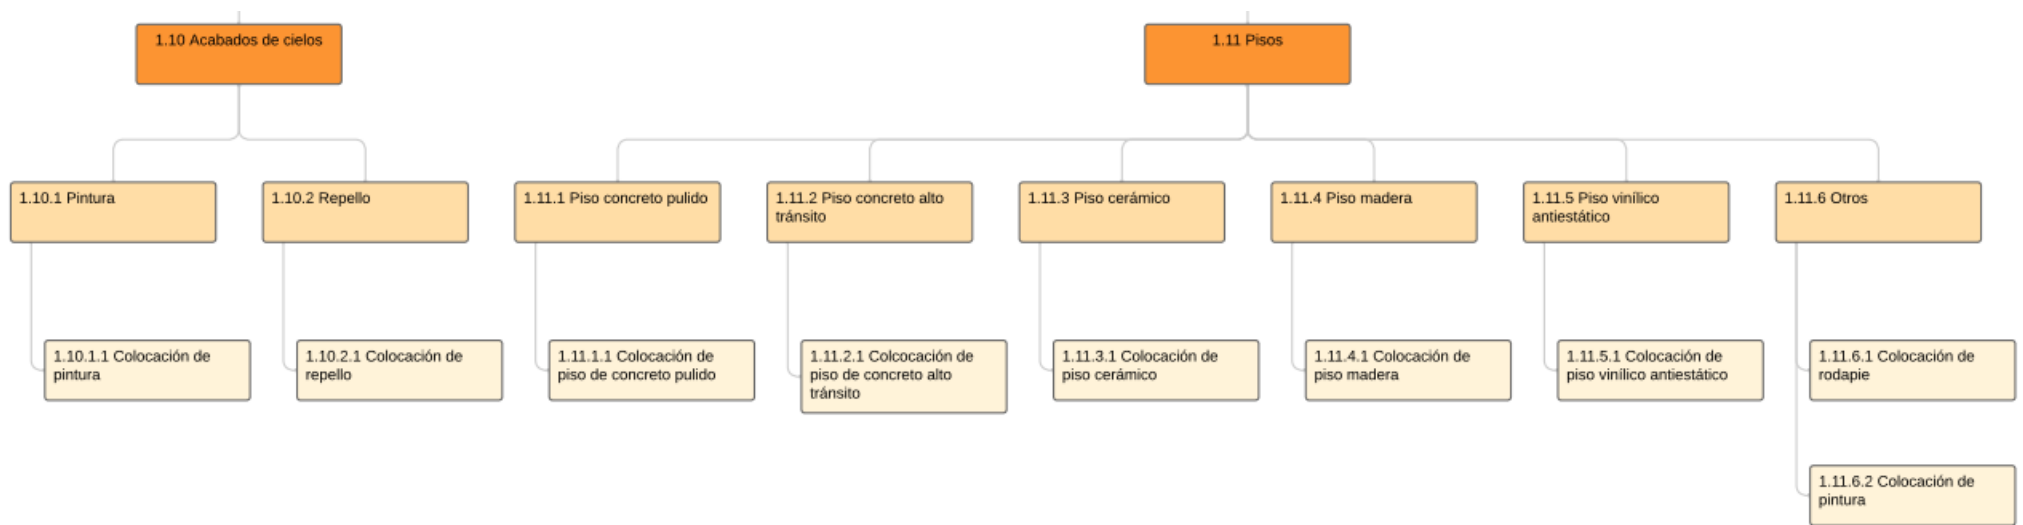 1.10 Acabados de cielos
1.11 Pisos
1.10.1 Pintura
1.10.2 Repello
1.11.1 Piso concreto pulido
1.11.2 Piso concreto alto
tránsito
1.11.3 Piso cerámico
1.11.4 Piso madera
1.11.5 Piso vinílico
antiestático
1.11.6 Otros
1.10.1.1 Colocación de
pintura
1.10.2.1 Colocación de
repello
1.11.1.1 Colocación de
piso de concreto pulido
1.11.2.1 Colcocación de
piso de concreto alto
tránsito
1.11.3.1 Colocación de
piso cerámico
1.11.4.1 Colocación de
piso madera
1.11.5.1 Colocación de
piso vinílico antiestático
1.11.6.1 Colocación de
rodapie
1.11.6.2 Colocación de
pintura